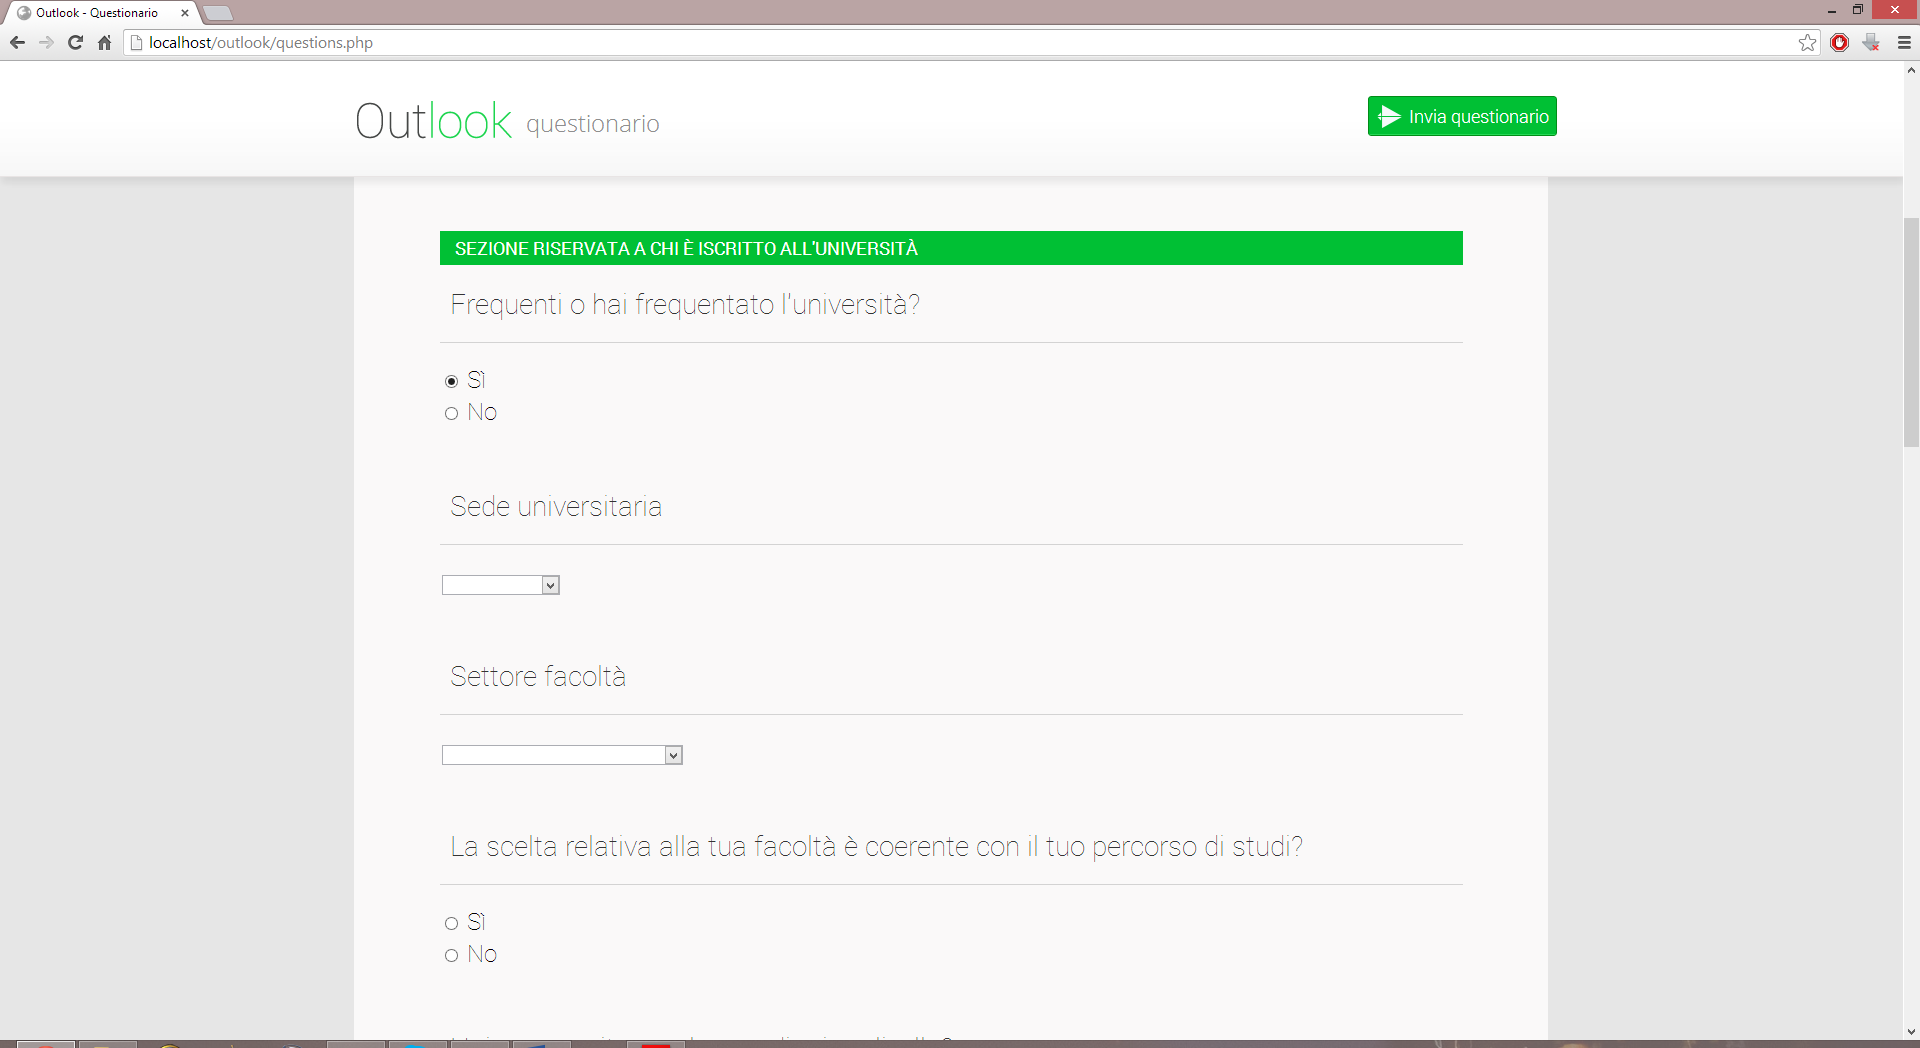 Outlook - Questionario
localhost/outlook/questions.php
Outlook questionario
Invia questionario
SEZIONE RISERVATA A CHI È ISCRITTO ALL'UNIVERSITÀ
Frequenti o hai frequentato l'università?
Sì
No
Sede universitaria
Settore facoltà
La scelta relativa alla tua facoltà è coerente con il tuo percorso di studi?
Sì
No